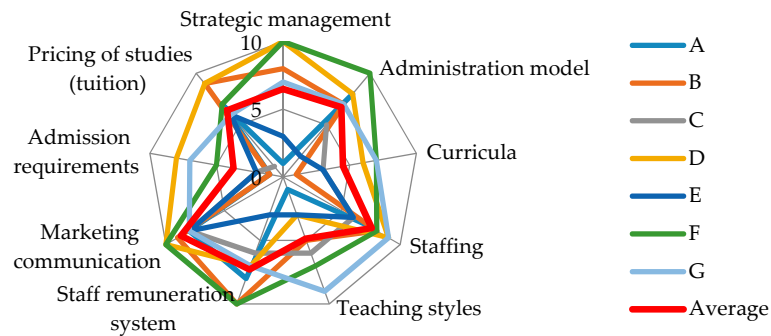 Strategic management
10
Pricing of studies
(tuition)
Administration model
5
Admission
requirements
Curricula
0
Marketing
communication
Staffing
Staff remuneration
system
Teaching styles
A
B
C
D
E
F
G
Average